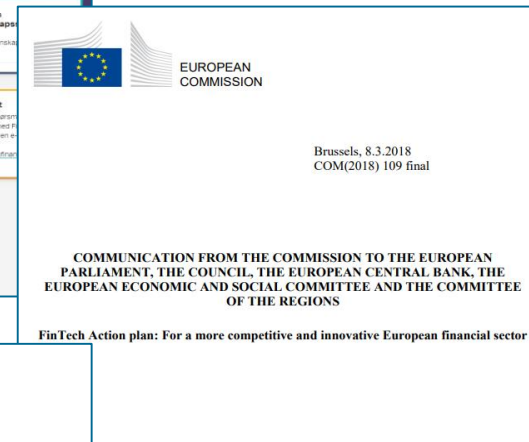 EUROPEAN
COMMISSION
Brussels, 8.3.2018
COM(2018) 109 final
COMMUNICATION FROM THE COMMISSION TO THE EUROPEAN
PARLIAMENT, THE COUNCIL, THE EUROPEAN CENTRAL BANK, THE
EUROPEAN ECONOMIC AND SOCIAL COMMITTEE AND THE COMMITTEE
OF THE REGIONS
FinTech Action plan: For a more competitive and innovative European financial sector